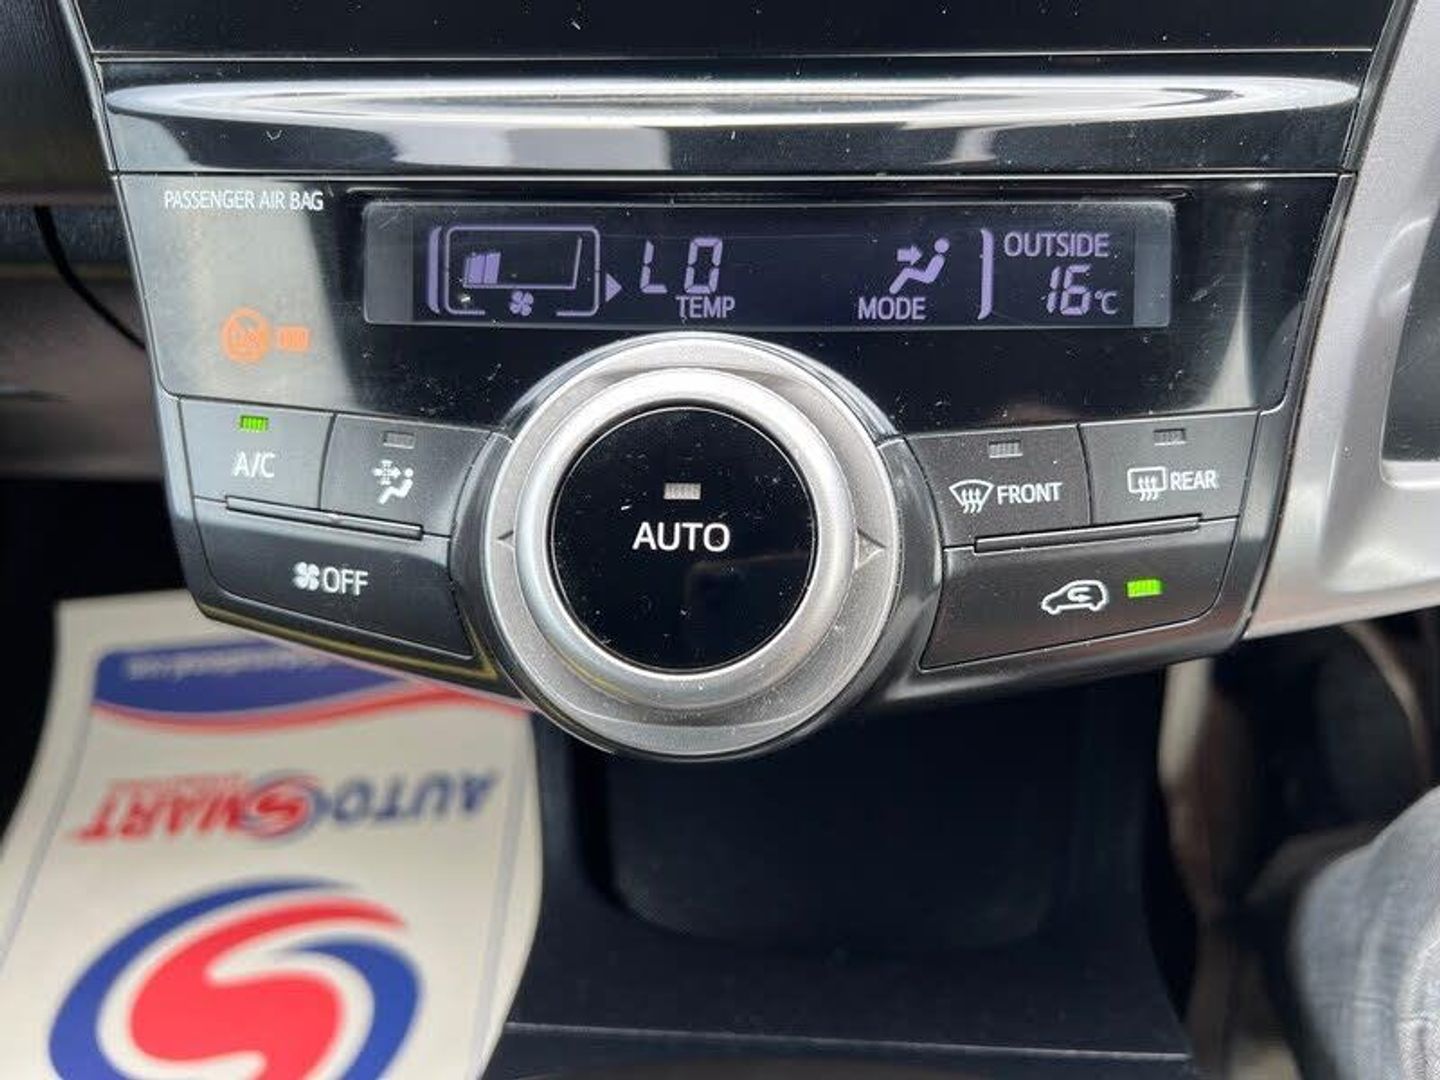 PASSENGER AIR BAG
LO
TEMP
MODE
OUTSIDE
16°C
A/C
FRONT
REAR
AUTO
OFF
AUTOSMART